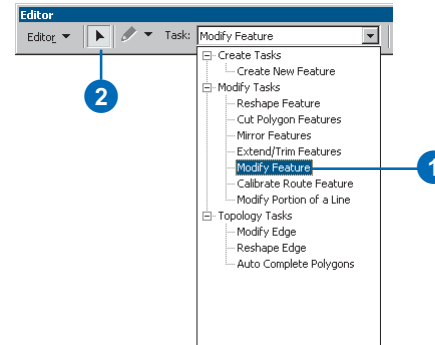 Editor
Editor Task: Modify Feature
Create Tasks
Create New Feature
2
Modify Tasks
Reshape Feature
Cut Polygon Features
Mirror Features
Extend/Trim Features
Modify Feature
1
Calibrate Route Feature
Modify Portion of a Line
Topology Tasks
Modify Edge
Reshape Edge
Auto Complete Polygons